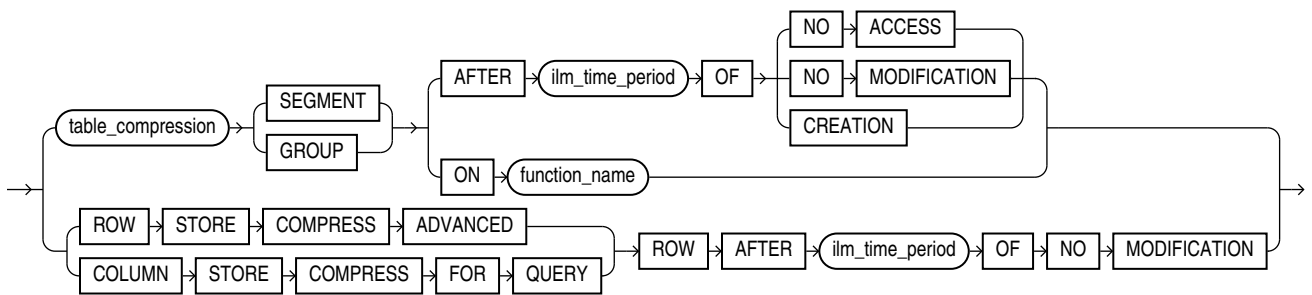 NO ACCESS
AFTER ilm_time_period OF NO MODIFICATION
SEGMENT
table_compression
CREATION
GROUP
ON function_name
ROW STORE COMPRESS ADVANCED
ROW AFTER ilm_time_period OF NO MODIFICATION
COLUMN STORE COMPRESS FOR QUERY